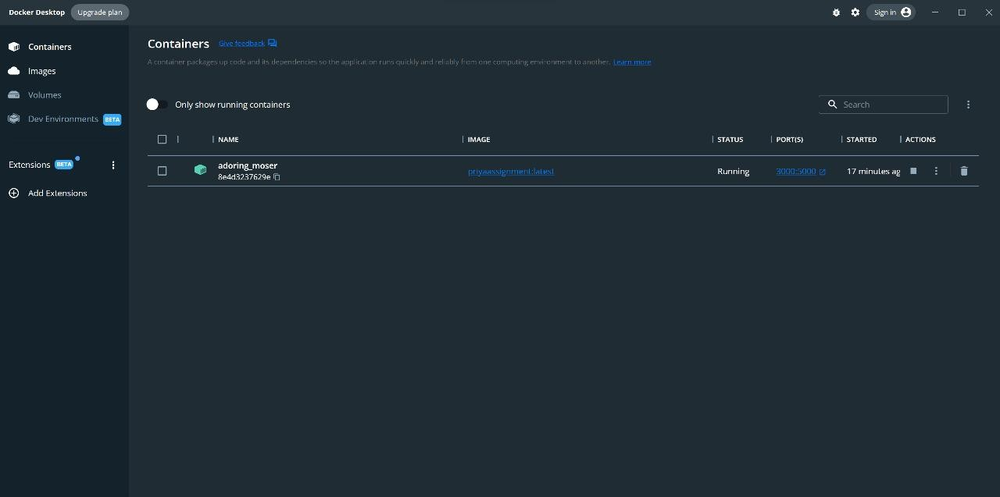 Docker Desktop Upgrade plan Sign in
Containers
Images
Volumes
Dev Environments BETA
Extensions BETA
Add Extensions
Containers Give feedback
A container packages up code and its dependencies so the application runs quickly and reliably from one computing environment to another. Learn more
Only show running containers Search
NAME IMAGE STATUS PORT(S) STARTED ACTIONS
adoring_moser
8e4d3237629e priyaassignment:latest Running 3000:5000 17 minutes ag